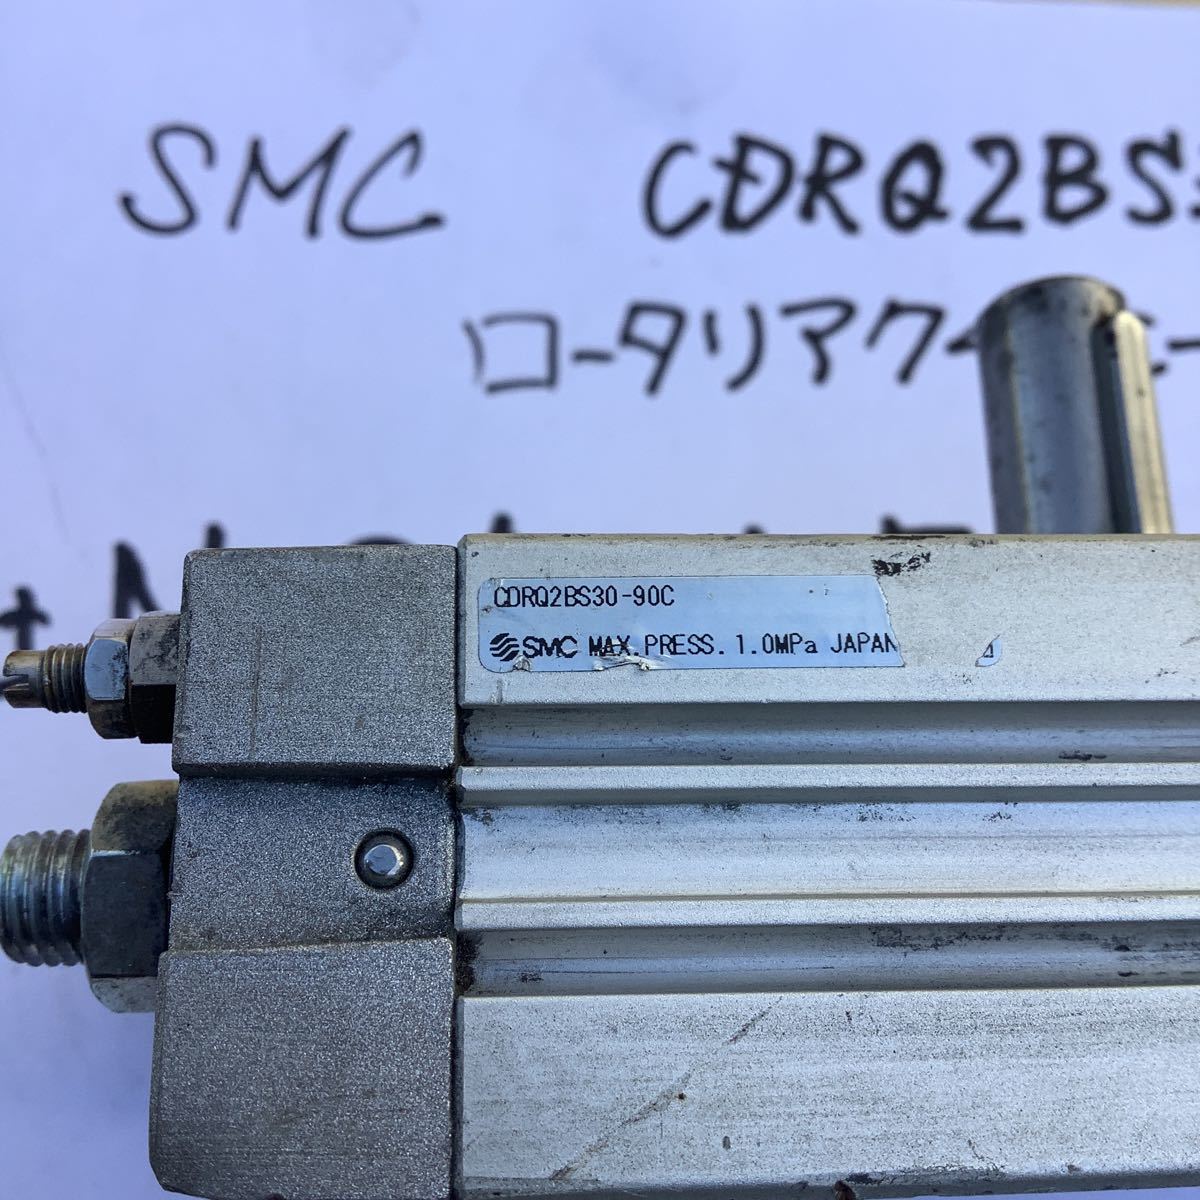 SMC CDRQ2BS
ロータリアク
CDRQ2BS30-90C
SMC MAX.PRESS. 1.0MPa JAPAN